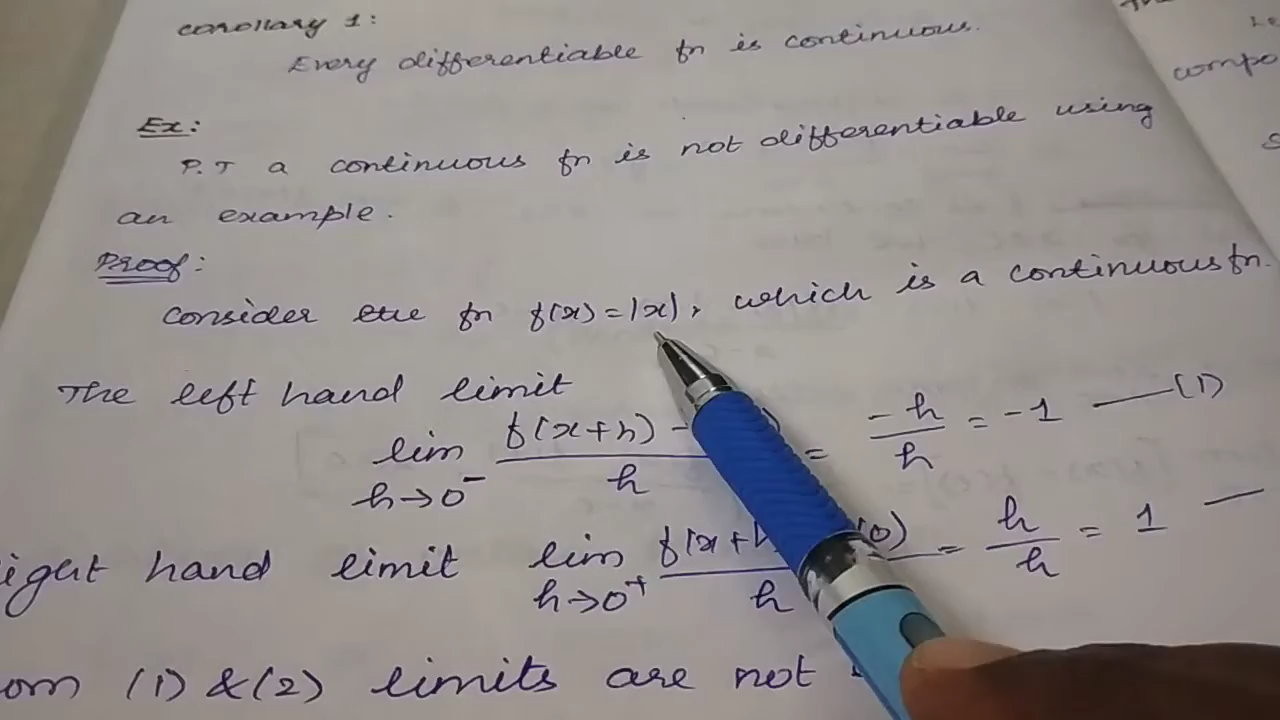 corollary 1:
Every differentiable fn is continuous.
Ex:
P.T a continuous fn is not differentiable using
an example.
Proof:
consider the fn f(x) = |x|, which is a continuous fn.
The left hand limit
lim h→0⁻ f(x+h) - / h = -h/h = -1 —— (1)
hand limit lim h→0⁺ f(x+ (0) / h = h/h = 1 —
(1) &(2) limits are not
compo